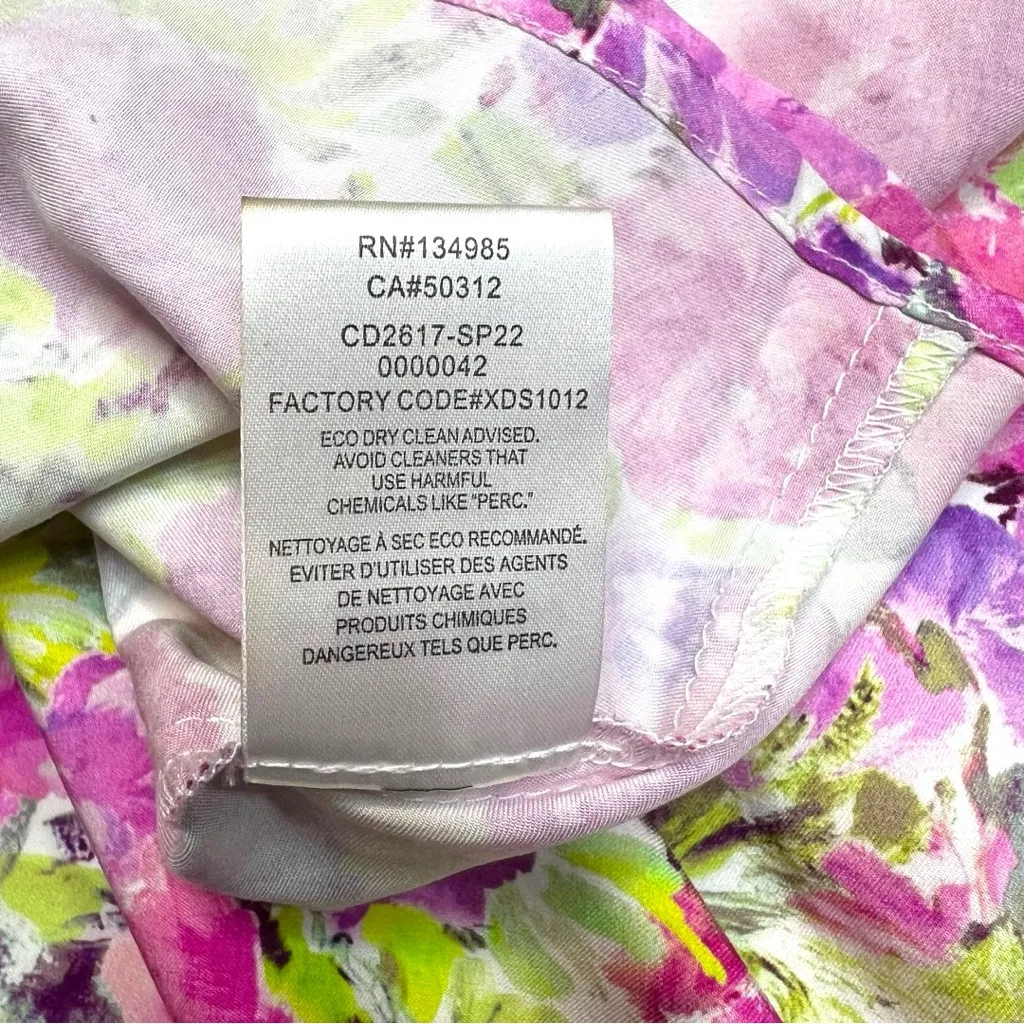 RN#134985
CA#50312
CD2617-SP22
0000042
FACTORY CODE#XDS1012
ECO DRY CLEAN ADVISED.
AVOID CLEANERS THAT
USE HARMFUL
CHEMICALS LIKE "PERC."
NETTOYAGE À SEC ECO RECOMMANDÉ.
EVITER D'UTILISER DES AGENTS
DE NETTOYAGE AVEC
PRODUITS CHIMIQUES
DANGEREUX TELS QUE PERC.